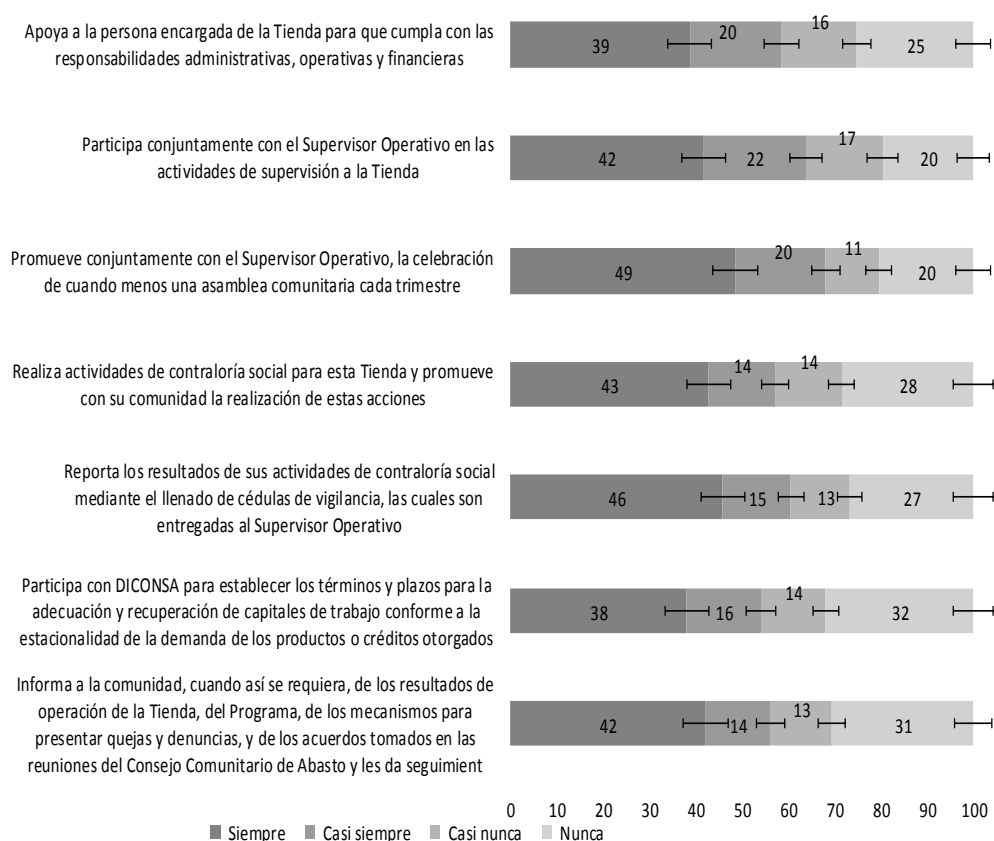 Apoya a la persona encargada de la Tienda para que cumpla con las
responsabilidades administrativas, operativas y financieras
39 20 16 25
Participa conjuntamente con el Supervisor Operativo en las
actividades de supervisión a la Tienda
42 22 17 20
Promueve conjuntamente con el Supervisor Operativo, la celebración
de cuando menos una asamblea comunitaria cada trimestre
49 20 11 20
Realiza actividades de contraloría social para esta Tienda y promueve
con su comunidad la realización de estas acciones
43 14 14 28
Reporta los resultados de sus actividades de contraloría social
mediante el llenado de cédulas de vigilancia, las cuales son
entregadas al Supervisor Operativo
46 15 13 27
Participa con DICONSA para establecer los términos y plazos para la
adecuación y recuperación de capitales de trabajo conforme a la
estacionalidad de la demanda de los productos o créditos otorgados
38 16 14 32
Informa a la comunidad, cuando así se requiera, de los resultados de
operación de la Tienda, del Programa, de los mecanismos para
presentar quejas y denuncias, y de los acuerdos tomados en las
reuniones del Consejo Comunitario de Abasto y les da seguimient
42 14 13 31
0 10 20 30 40 50 60 70 80 90 100
Siempre Casi siempre Casi nunca Nunca